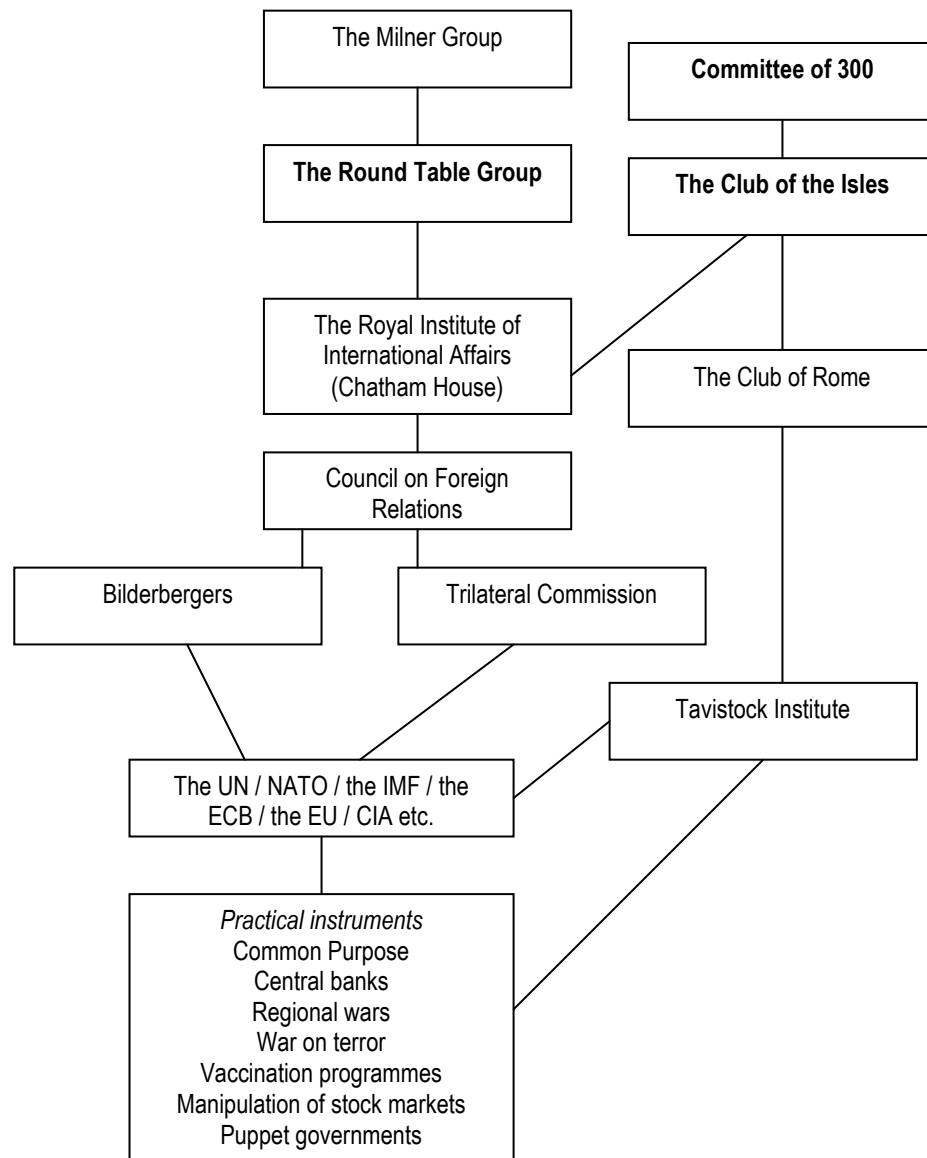 The Milner Group
Committee of 300
The Round Table Group
The Club of the Isles
The Royal Institute of
International Affairs
(Chatham House)
The Club of Rome
Council on Foreign
Relations
Bilderbergers
Trilateral Commission
Tavistock Institute
The UN / NATO / the IMF / the
ECB / the EU / CIA etc.
Practical instruments
Common Purpose
Central banks
Regional wars
War on terror
Vaccination programmes
Manipulation of stock markets
Puppet governments